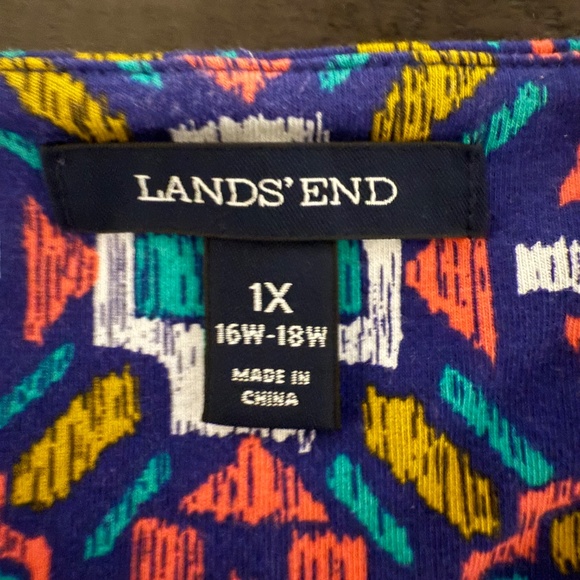 LANDS' END
1X
16W-18W
MADE IN
CHINA